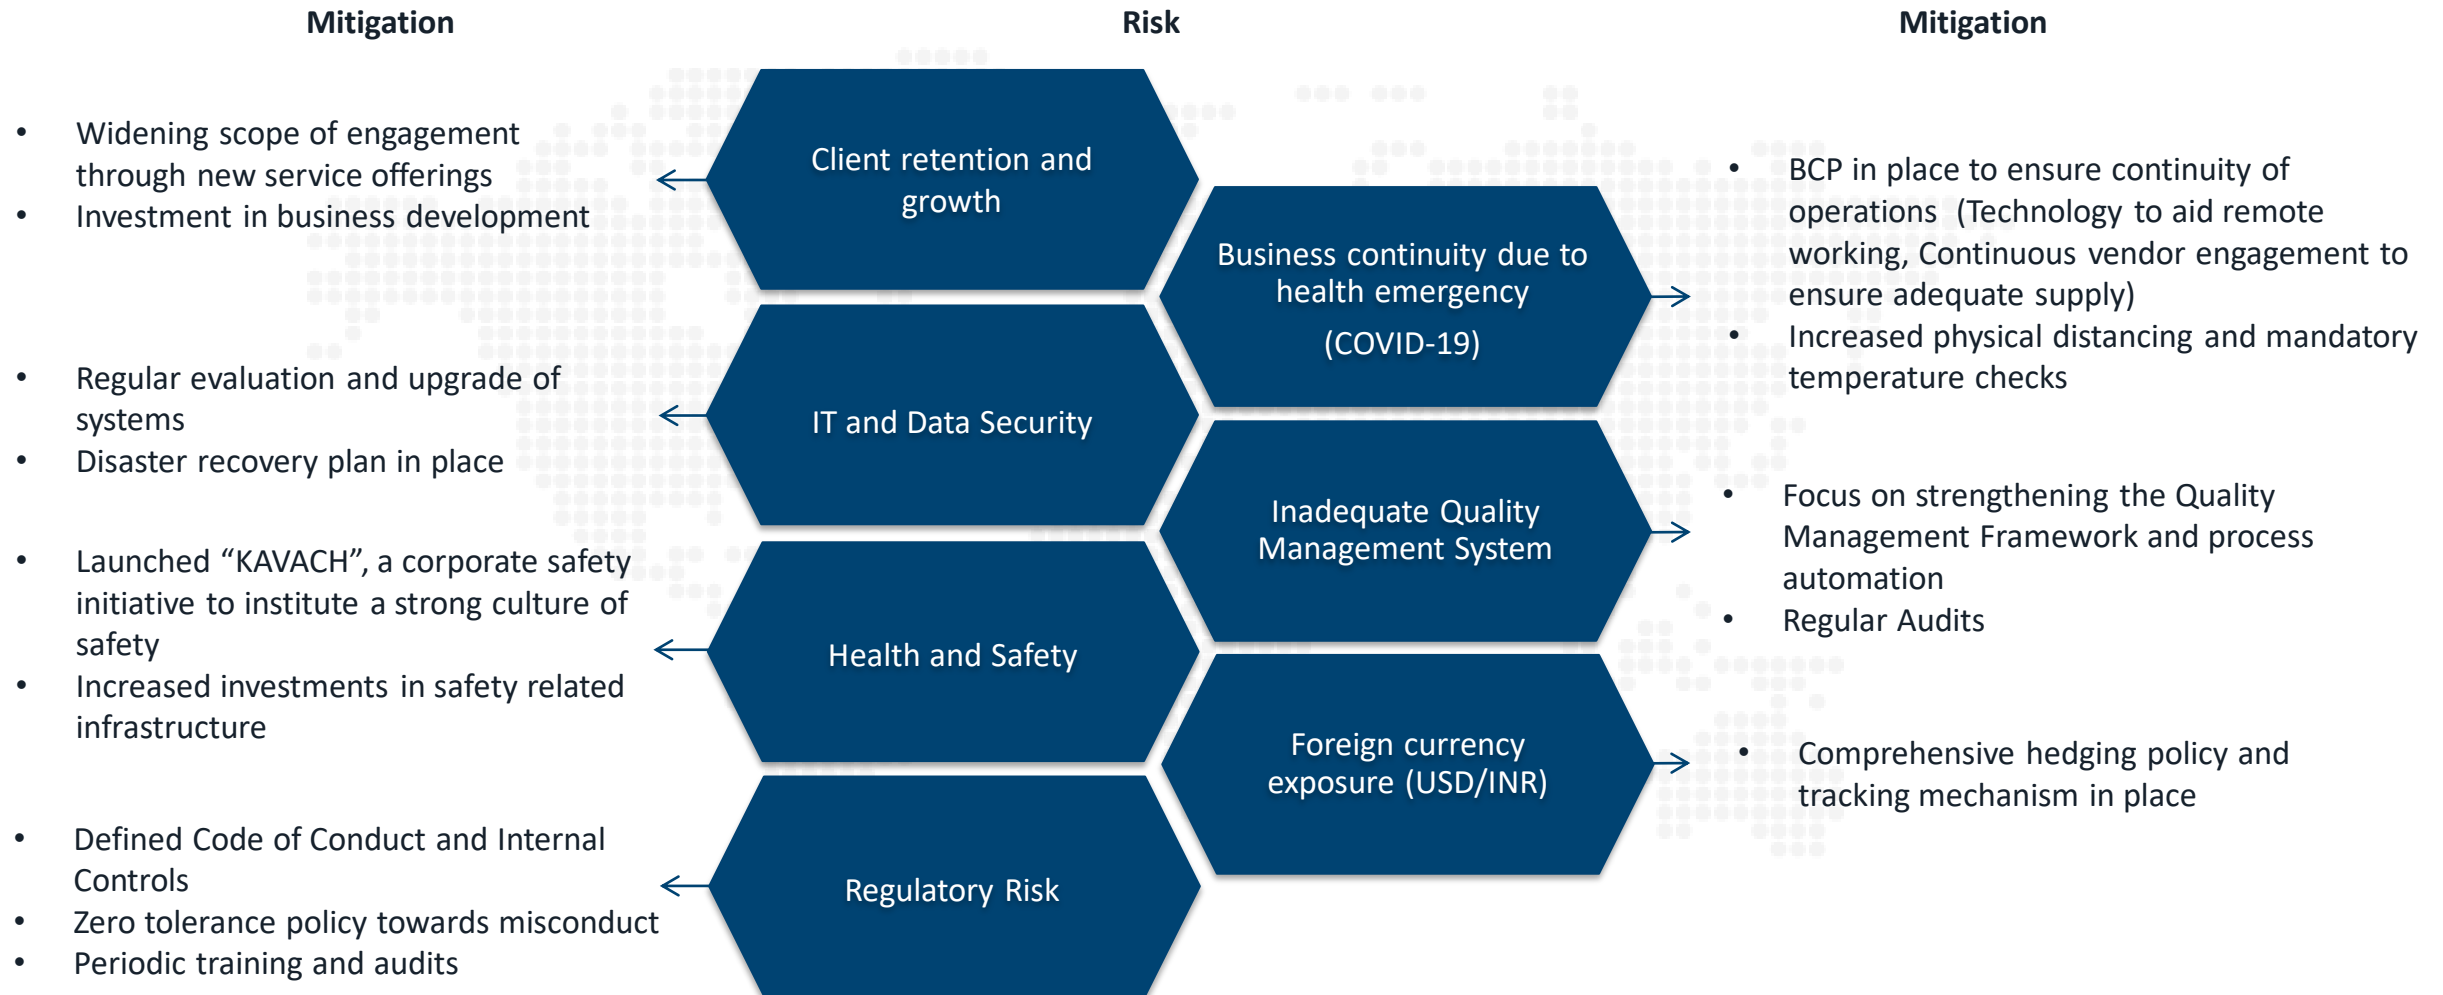 Mitigation
Risk
Mitigation
• Widening scope of engagement
through new service offerings
• Investment in business development
Client retention and
growth
Business continuity due to
health emergency
(COVID-19)
• BCP in place to ensure continuity of
operations (Technology to aid remote
working, Continuous vendor engagement to
ensure adequate supply)
• Increased physical distancing and mandatory
temperature checks
• Regular evaluation and upgrade of
systems
• Disaster recovery plan in place
IT and Data Security
Inadequate Quality
Management System
• Focus on strengthening the Quality
Management Framework and process
automation
• Regular Audits
• Launched “KAVACH”, a corporate safety
initiative to institute a strong culture of
safety
• Increased investments in safety related
infrastructure
Health and Safety
Foreign currency
exposure (USD/INR)
• Comprehensive hedging policy and
tracking mechanism in place
• Defined Code of Conduct and Internal
Controls
• Zero tolerance policy towards misconduct
• Periodic training and audits
Regulatory Risk